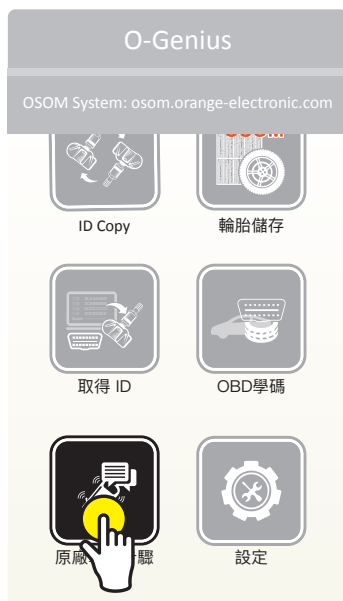 O-Genius
OSOM System: osom.orange-electronic.com
OSOM
ID Copy
輪胎儲存
取得 ID
OBD學碼
原廠
驟
設定